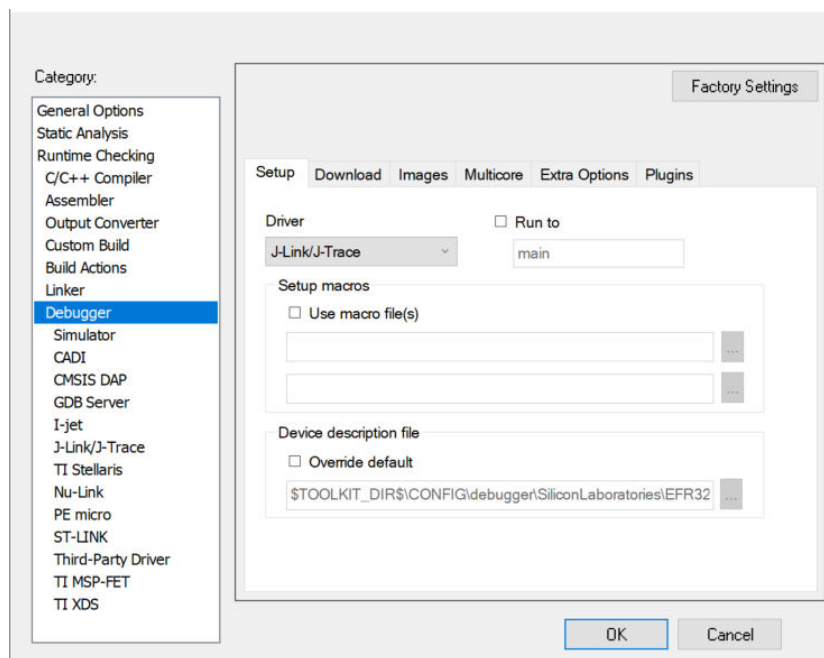 Category:
General Options
Static Analysis
Runtime Checking
C/C++ Compiler
Assembler
Output Converter
Custom Build
Build Actions
Linker
Debugger
Simulator
CADI
CMSIS DAP
GDB Server
I-jet
J-Link/J-Trace
TI Stellaris
Nu-Link
PE micro
ST-LINK
Third-Party Driver
TI MSP-FET
TI XDS
Factory Settings
Setup Download Images Multicore Extra Options Plugins
Driver
J-Link/J-Trace
Run to
main
Setup macros
Use macro file(s)
...
...
Device description file
Override default
$TOOLKIT_DIR$\CONFIG\debugger\SiliconLaboratories\EFR32
...
OK Cancel